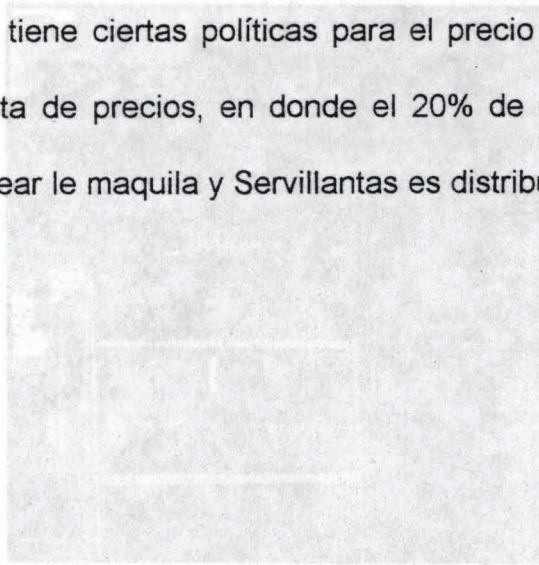 tiene ciertas políticas para el precio
ta de precios, en donde el 20% de
ear le maquila y Servillantas es distribu